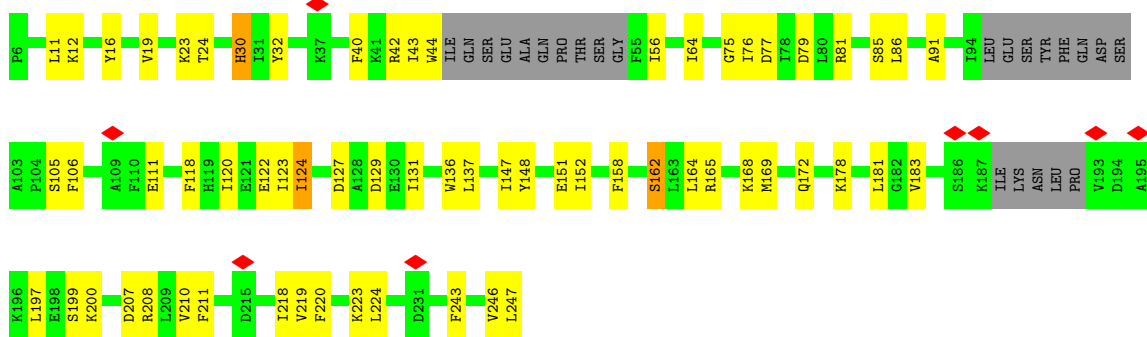 P6 L11 K12 Y16 V19 K23 T24 H30 I31 Y32 K37 F40 K41 R42 I43 W44 ILE GLN SER GLU ALA GLN PRO THR SER GLY F55 I56 I64 G75 I76 D77 I78 D79 L80 R81 S85 L86 A91 I94 LEU GLU SER TYR PHE GLN ASP SER
A103 P104 S105 F106 A109 F110 E111 F118 H119 I120 E121 E122 I123 I124 D127 A128 D129 E130 I131 W136 L137 I147 Y148 E151 I152 F158 S162 L163 L164 R165 K168 M169 Q172 K178 L181 G182 V183 S186 K187 ILE LYS ASN LEU PRO V193 D194 A195
K196 L197 E198 S199 K200 D207 R208 L209 V210 F211 D215 I218 V219 F220 K223 L224 D231 F243 V246 L247